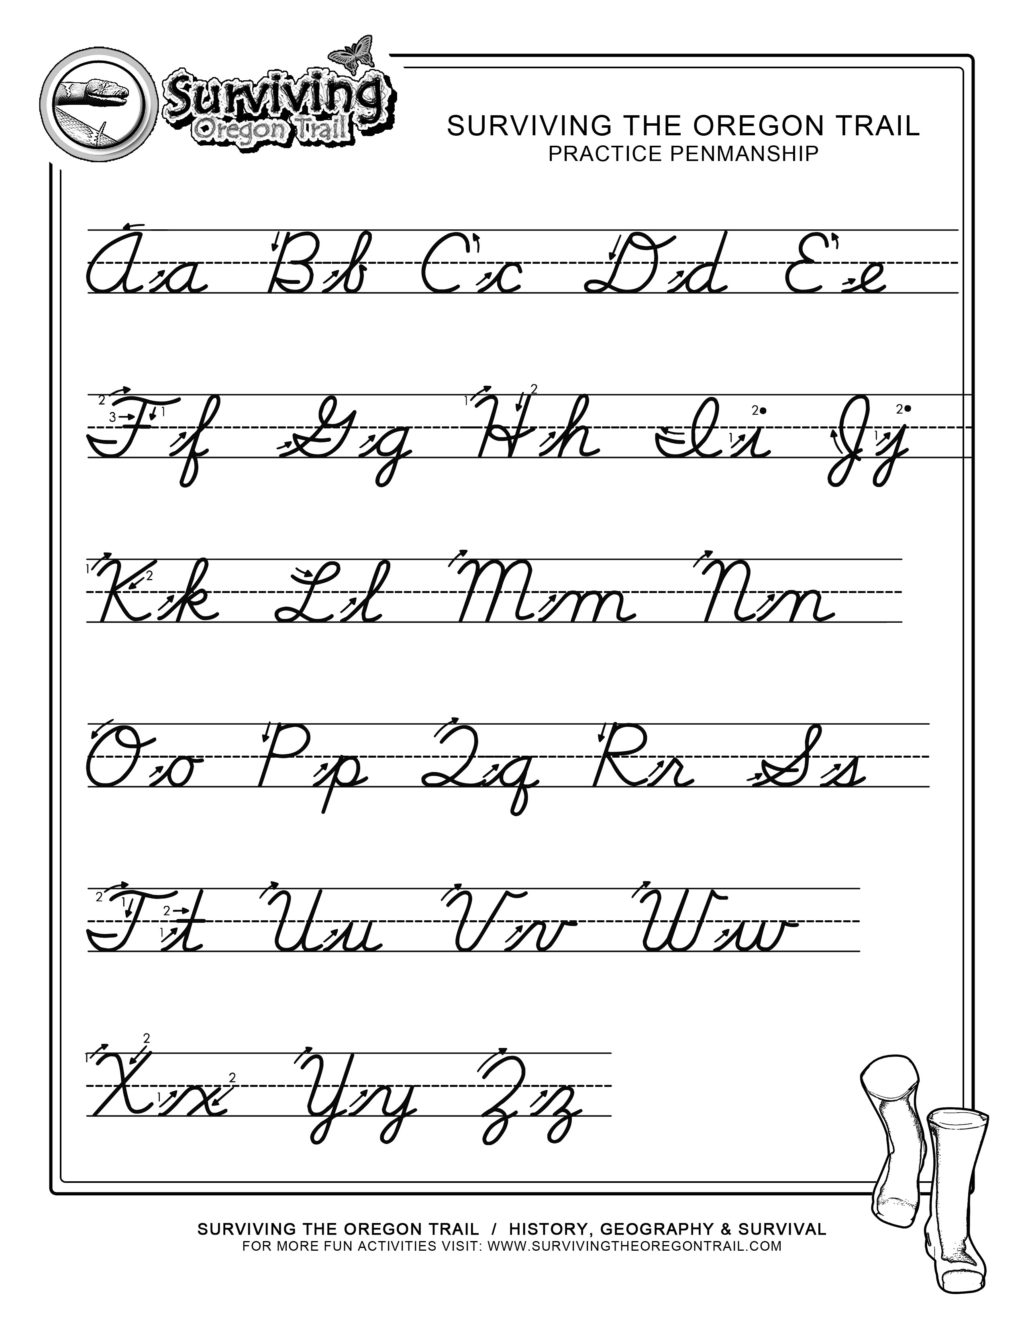 Surviving
Oregon Trail
SURVIVING THE OREGON TRAIL
PRACTICE PENMANSHIP
Aa Bb Cc Dd Ee
Ff Gg Hh Ii Jj
Kk Ll Mm Nn
Oo Pp Qq Rr Ss
Tt Uu Vv Ww
Xx Yy Zz
SURVIVING THE OREGON TRAIL / HISTORY, GEOGRAPHY & SURVIVAL
FOR MORE FUN ACTIVITIES VISIT: WWW.SURVIVINGTHEOREGONTRAIL.COM